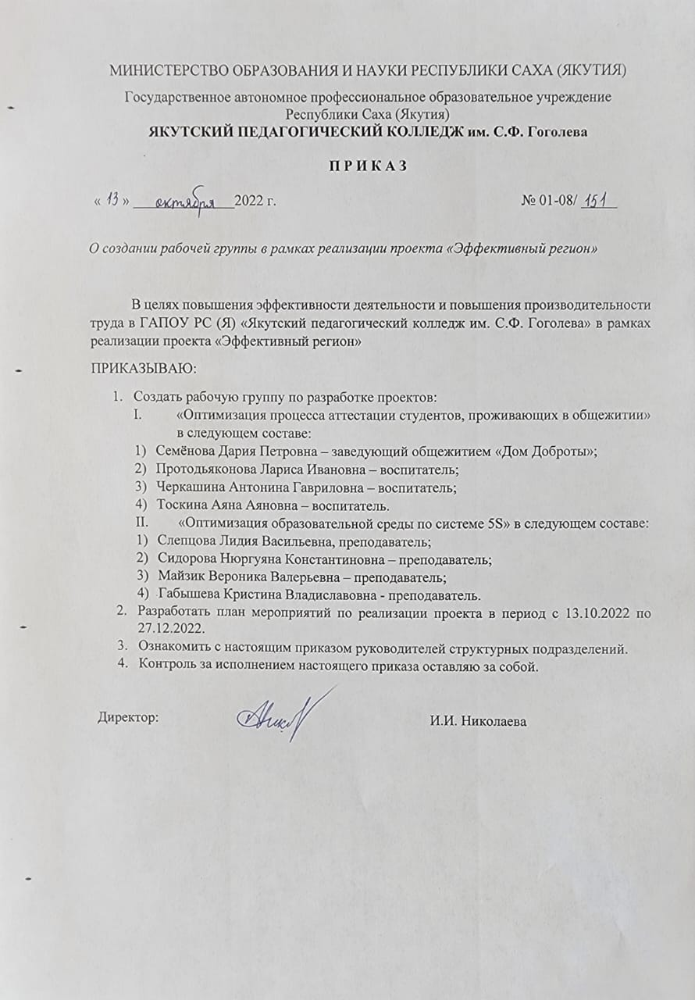 МИНИСТЕРСТВО ОБРАЗОВАНИЯ И НАУКИ РЕСПУБЛИКИ САХА (ЯКУТИЯ)
Государственное автономное профессиональное образовательное учреждение
Республики Саха (Якутия)
ЯКУТСКИЙ ПЕДАГОГИЧЕСКИЙ КОЛЛЕДЖ им. С.Ф. Гоголева
П Р И К А З
« 13 » октября 2022 г. № 01-08/ 151
О создании рабочей группы в рамках реализации проекта «Эффективный регион»
В целях повышения эффективности деятельности и повышения производительности
труда в ГАПОУ РС (Я) «Якутский педагогический колледж им. С.Ф. Гоголева» в рамках
реализации проекта «Эффективный регион»
ПРИКАЗЫВАЮ:
1. Создать рабочую группу по разработке проектов:
I. «Оптимизация процесса аттестации студентов, проживающих в общежитии»
в следующем составе:
1) Семёнова Дария Петровна – заведующий общежитием «Дом Доброты»;
2) Протодьяконова Лариса Ивановна – воспитатель;
3) Черкашина Антонина Гавриловна – воспитатель;
4) Тоскина Аяна Аяновна – воспитатель.
II. «Оптимизация образовательной среды по системе 5S» в следующем составе:
1) Слепцова Лидия Васильевна, преподаватель;
2) Сидорова Нюргуяна Константиновна – преподаватель;
3) Майзик Вероника Валерьевна – преподаватель;
4) Габышева Кристина Владиславовна - преподаватель.
2. Разработать план мероприятий по реализации проекта в период с 13.10.2022 по
27.12.2022.
3. Ознакомить с настоящим приказом руководителей структурных подразделений.
4. Контроль за исполнением настоящего приказа оставляю за собой.
Директор: И.И. Николаева